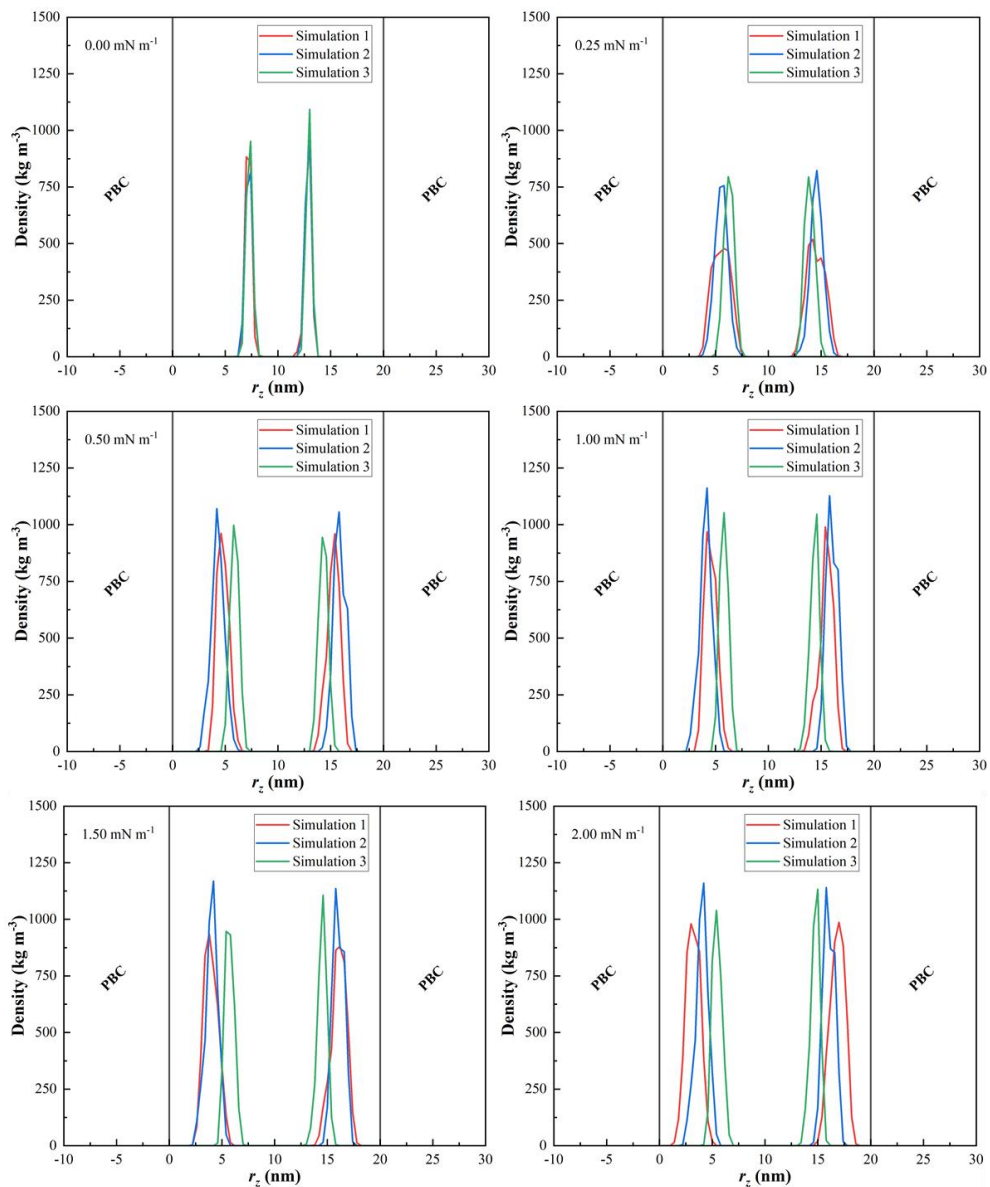 1500
1250
1000
750
500
250
0
Density (kg m-3)
0.00 mN m-1
Simulation 1
Simulation 2
Simulation 3
PBC
PBC
-10 -5 0 5 10 15 20 25 30
rz (nm)
1500
1250
1000
750
500
250
0
Density (kg m-3)
0.25 mN m-1
Simulation 1
Simulation 2
Simulation 3
PBC
PBC
-10 -5 0 5 10 15 20 25 30
rz (nm)
1500
1250
1000
750
500
250
0
Density (kg m-3)
0.50 mN m-1
Simulation 1
Simulation 2
Simulation 3
PBC
PBC
-10 -5 0 5 10 15 20 25 30
rz (nm)
1500
1250
1000
750
500
250
0
Density (kg m-3)
1.00 mN m-1
Simulation 1
Simulation 2
Simulation 3
PBC
PBC
-10 -5 0 5 10 15 20 25 30
rz (nm)
1500
1250
1000
750
500
250
0
Density (kg m-3)
1.50 mN m-1
Simulation 1
Simulation 2
Simulation 3
PBC
PBC
-10 -5 0 5 10 15 20 25 30
rz (nm)
1500
1250
1000
750
500
250
0
Density (kg m-3)
2.00 mN m-1
Simulation 1
Simulation 2
Simulation 3
PBC
PBC
-10 -5 0 5 10 15 20 25 30
rz (nm)